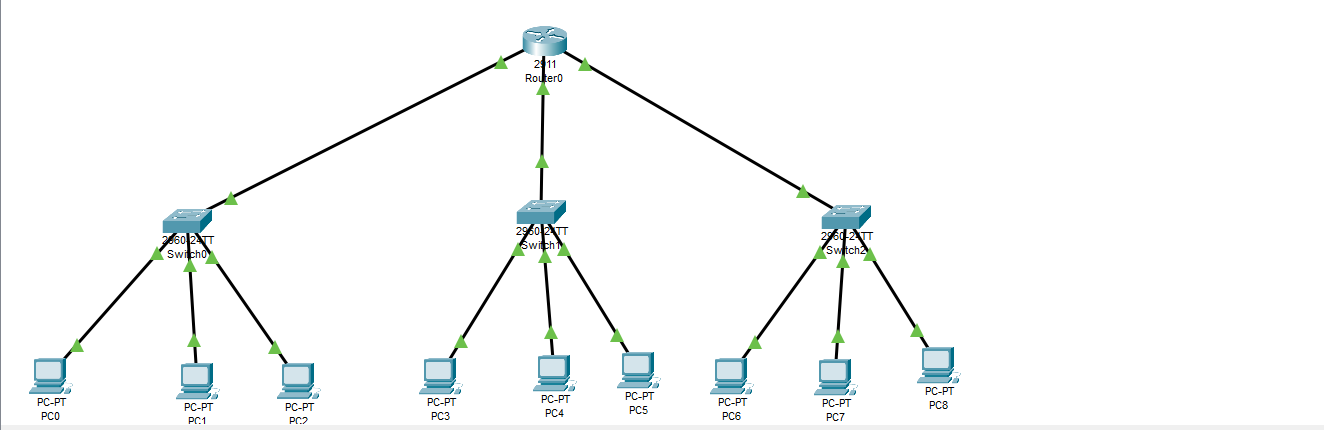 2911
Router0
2960-24TT
Switch0
2960-24TT
Switch1
2960-24TT
Switch2
PC-PT
PC0
PC-PT
PC1
PC-PT
PC2
PC-PT
PC3
PC-PT
PC4
PC-PT
PC5
PC-PT
PC6
PC-PT
PC7
PC-PT
PC8